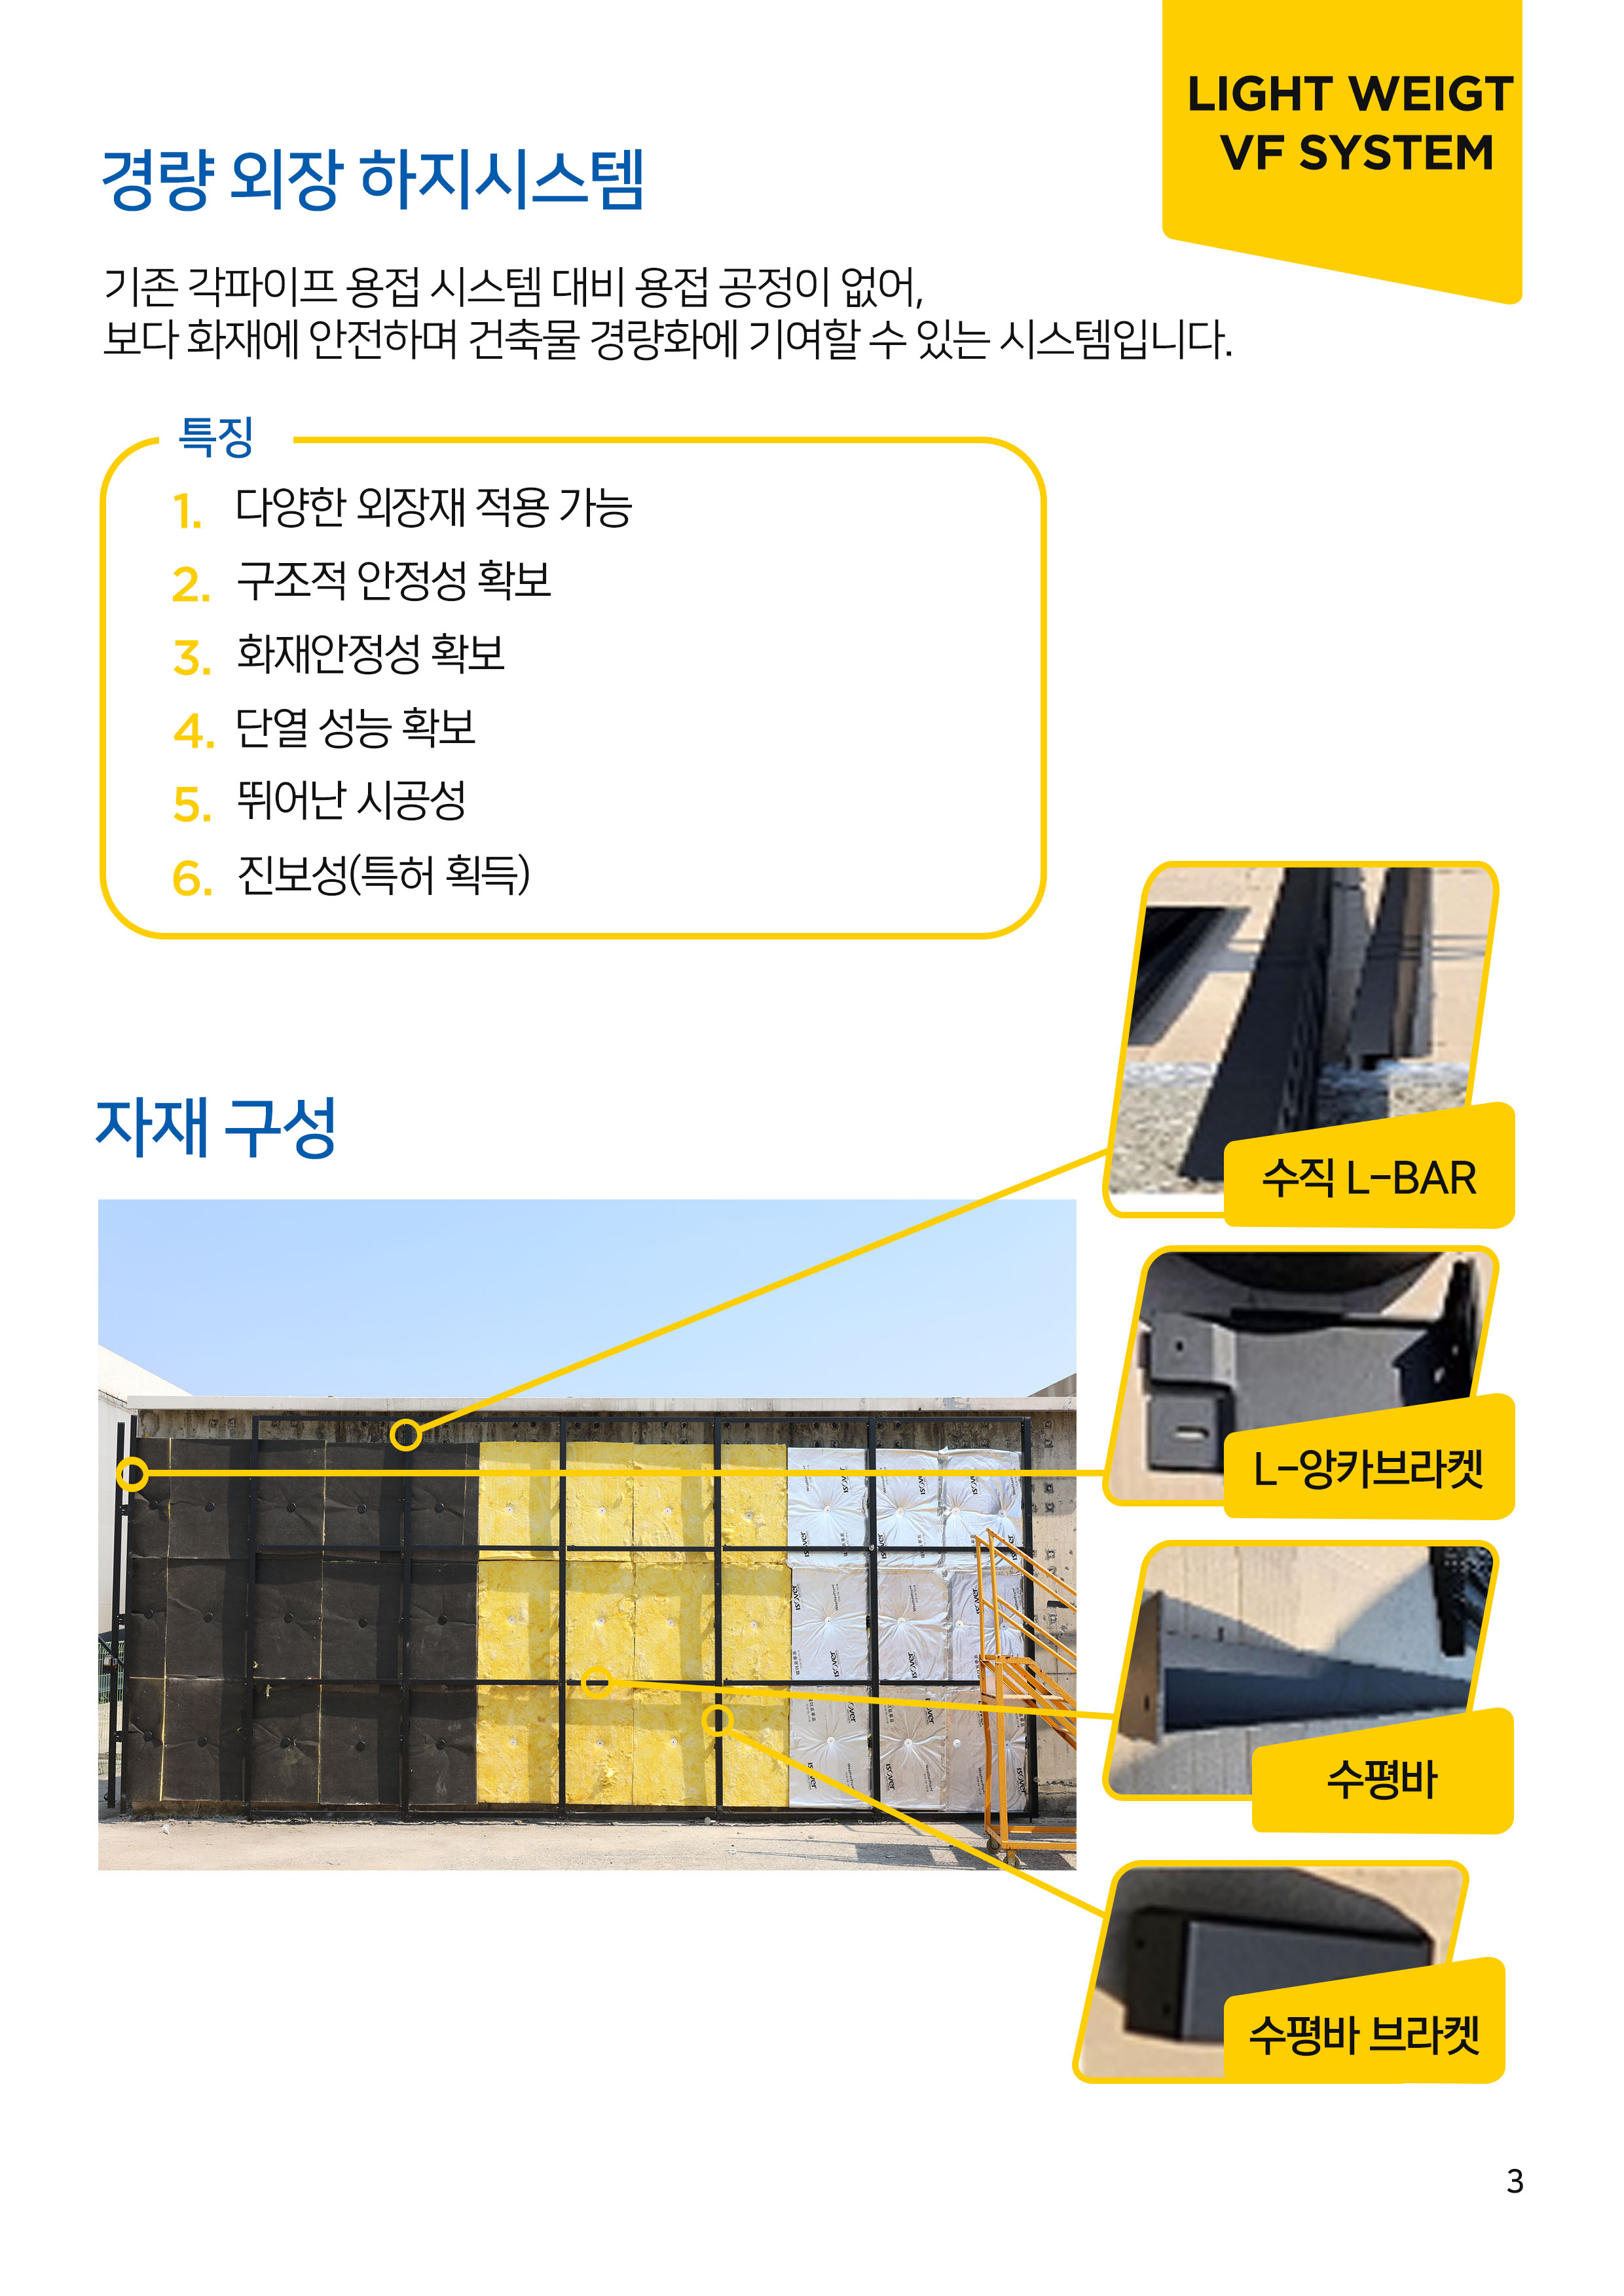 LIGHT WEIGT
VF SYSTEM
경량 외장 하지시스템
기존 각파이프 용접 시스템 대비 용접 공정이 없어,
보다 화재에 안전하며 건축물 경량화에 기여할 수 있는 시스템입니다.
특징
1. 다양한 외장재 적용 가능
2. 구조적 안정성 확보
3. 화재안정성 확보
4. 단열 성능 확보
5. 뛰어난 시공성
6. 진보성(특허 획득)
자재 구성
수직 L-BAR
L-앙카브라켓
수평바
수평바 브라켓
isover
3